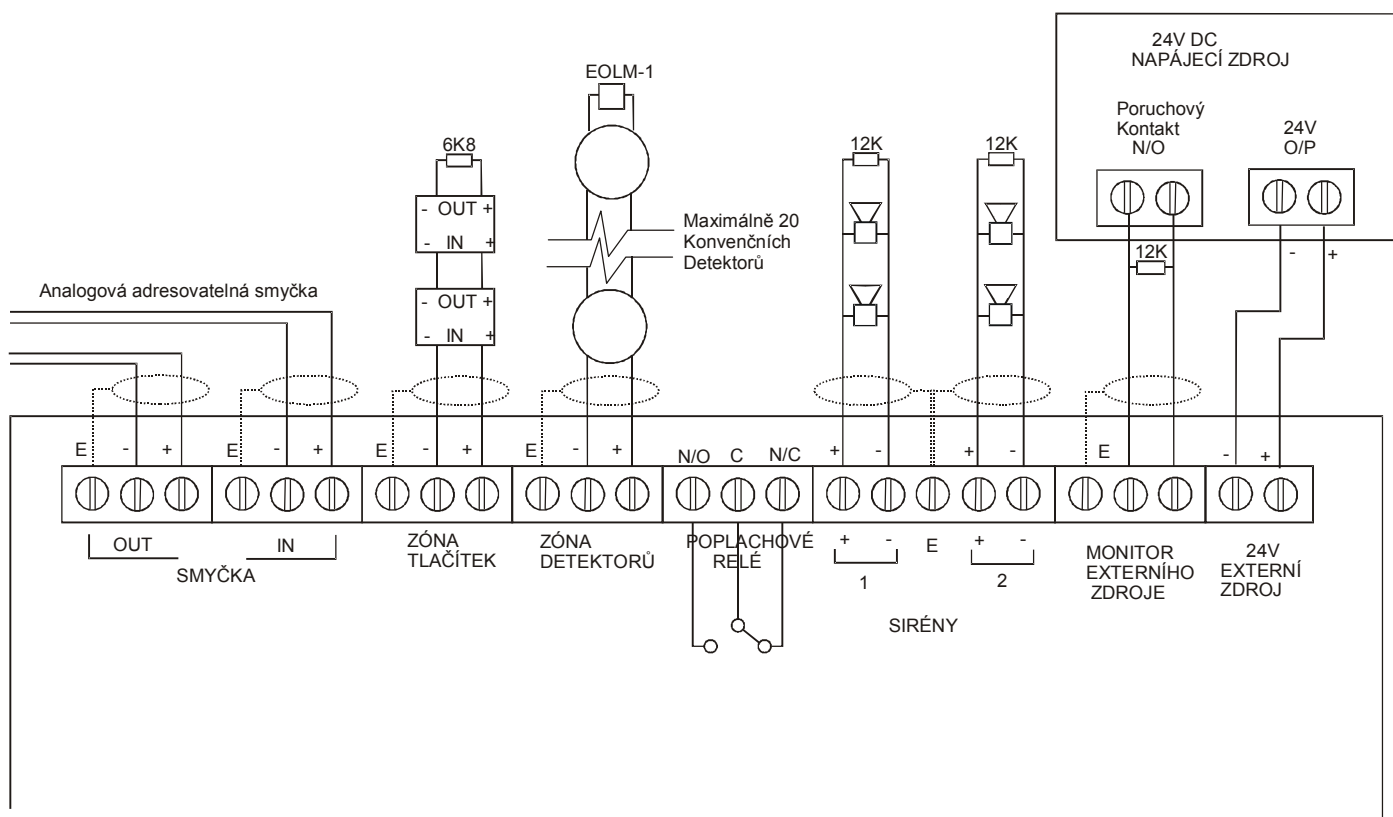 24V DC
NAPÁJECÍ ZDROJ
EOLM-1
Poruchový
Kontakt
N/O
24V
O/P
6K8
12K
12K
- OUT +
- IN +
Maximálně 20
Konvenčních
Detektorů
12K
- +
- OUT +
- IN +
Analogová adresovatelná smyčka
E - +
E - +
E - +
E - +
N/O C N/C
+ -
+ -
E
- +
OUT
IN
SMYČKA
ZÓNA
TLAČÍTEK
ZÓNA
DETEKTORŮ
POPLACHOVÉ
RELÉ
+ - E + -
1
2
SIRÉNY
MONITOR
EXTERNÍHO
ZDROJE
24V
EXTERNÍ
ZDROJ